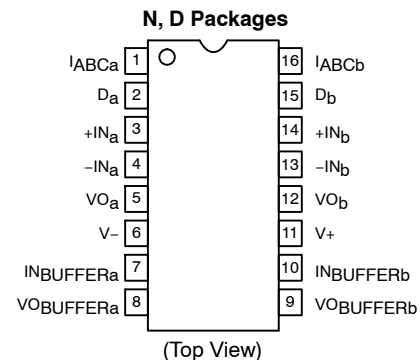 N, D Packages
IABCa 1 16 IABCb
Da 2 15 Db
+INa 3 14 +INb
−INa 4 13 −INb
VOa 5 12 VOb
V− 6 11 V+
INBUFFERa 7 10 INBUFFERb
VOBUFFERa 8 9 VOBUFFERb
(Top View)